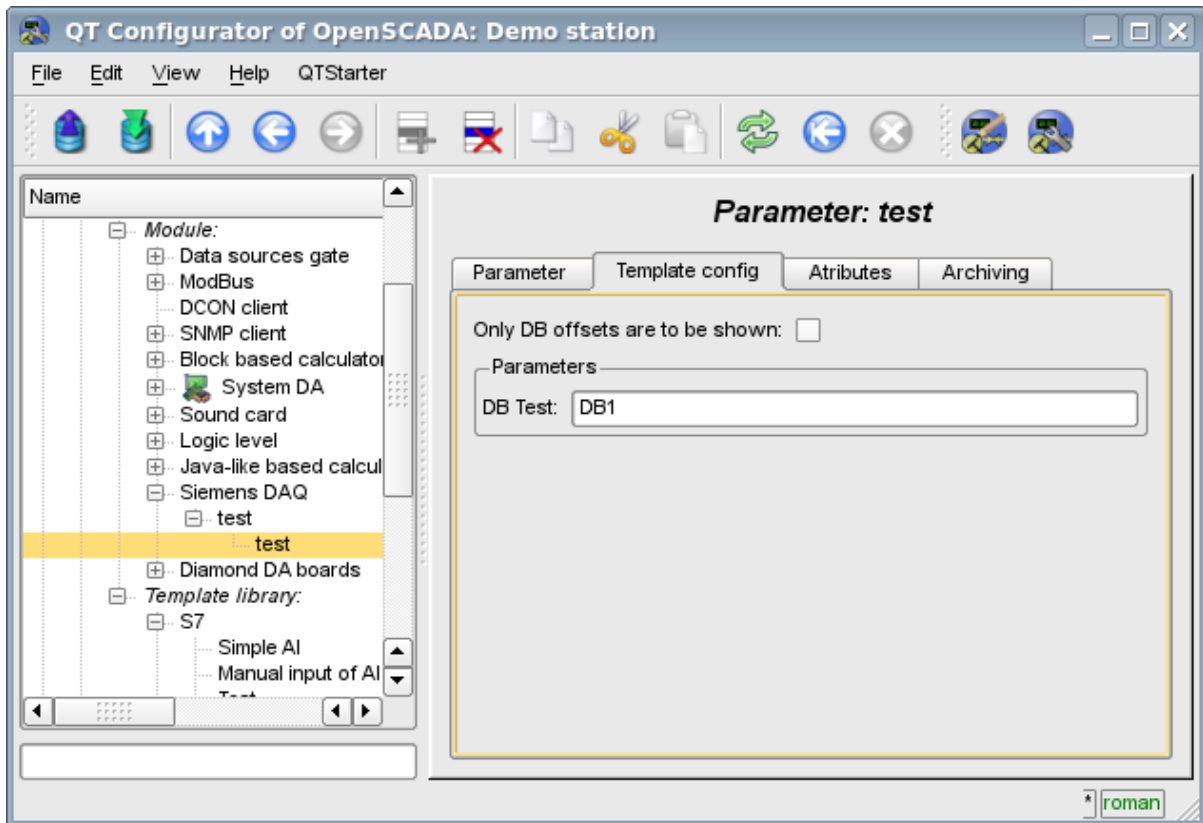 QT Configurator of OpenSCADA: Demo station
File Edit View Help QTStarter
Name
Module:
Data sources gate
ModBus
DCON client
SNMP client
Block based calculator
System DA
Sound card
Logic level
Java-like based calcul
Siemens DAQ
test
test
Diamond DA boards
Template library:
S7
Simple AI
Manual input of AI
Test
Parameter: test
Parameter Template config Atributes Archiving
Only DB offsets are to be shown:
Parameters
DB Test: DB1
* roman